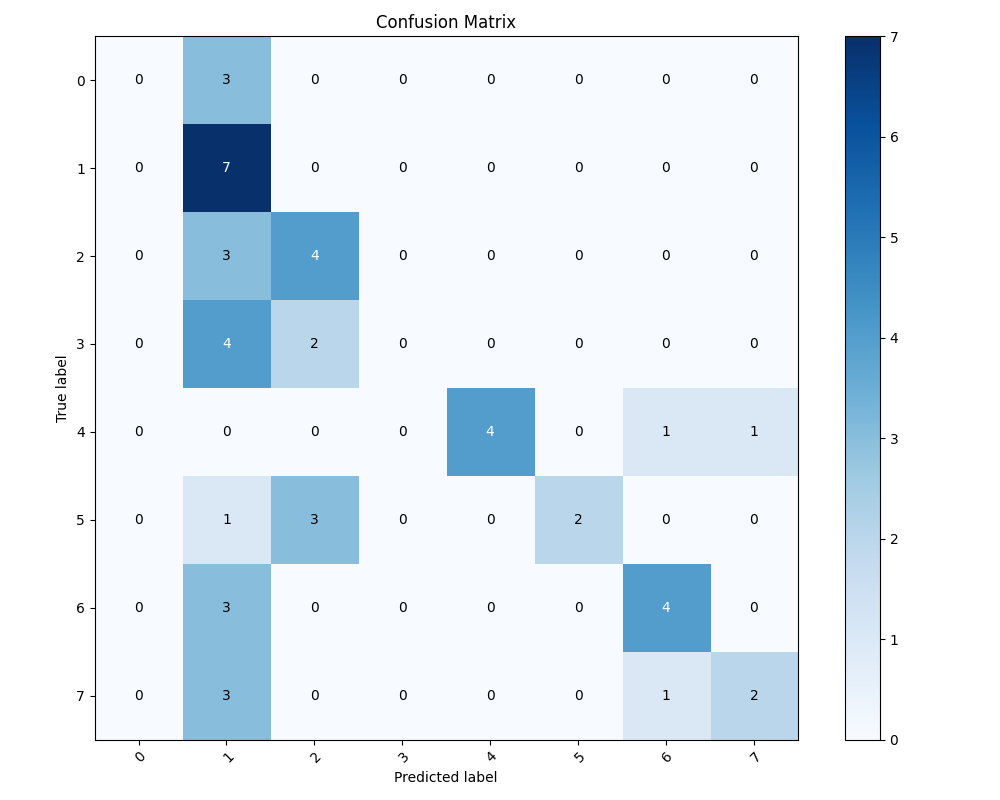 Confusion Matrix
0 0 3 0 0 0 0 0 0
1 0 7 0 0 0 0 0 0
2 0 3 4 0 0 0 0 0
3 0 4 2 0 0 0 0 0
4 0 0 0 0 4 0 1 1
5 0 1 3 0 0 2 0 0
6 0 3 0 0 0 0 4 0
7 0 3 0 0 0 0 1 2
0 1 2 3 4 5 6 7
Predicted label
True label
7
6
5
4
3
2
1
0